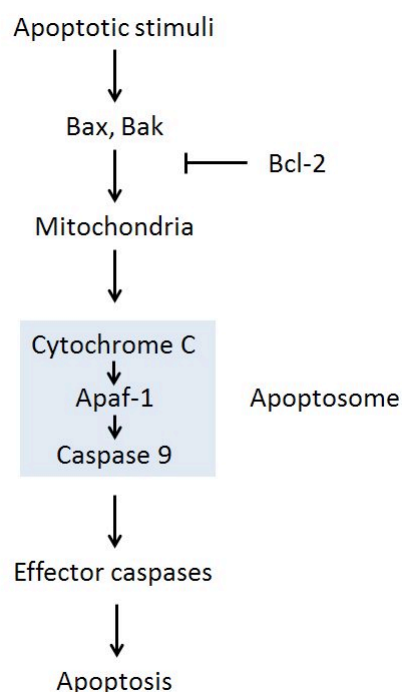 Apoptotic stimuli
Bax, Bak
Bcl-2
Mitochondria
Cytochrome C
Apaf-1
Apoptosome
Caspase 9
Effector caspases
Apoptosis